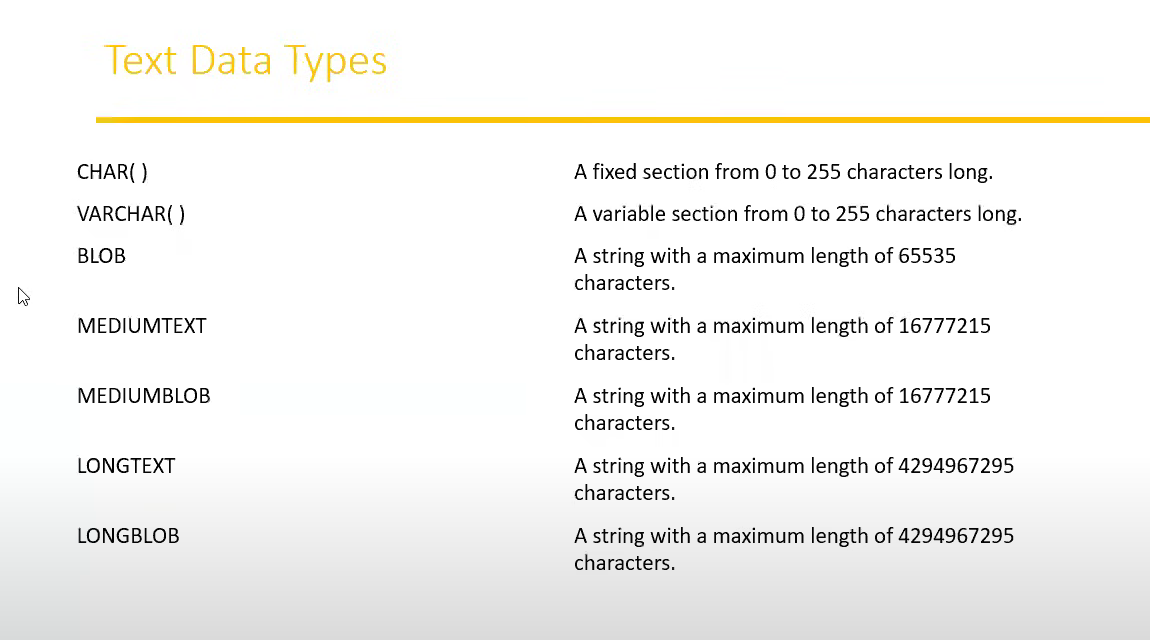 Text Data Types
CHAR( ) A fixed section from 0 to 255 characters long.
VARCHAR( ) A variable section from 0 to 255 characters long.
BLOB A string with a maximum length of 65535
characters.
MEDIUMTEXT A string with a maximum length of 16777215
characters.
MEDIUMBLOB A string with a maximum length of 16777215
characters.
LONGTEXT A string with a maximum length of 4294967295
characters.
LONGBLOB A string with a maximum length of 4294967295
characters.